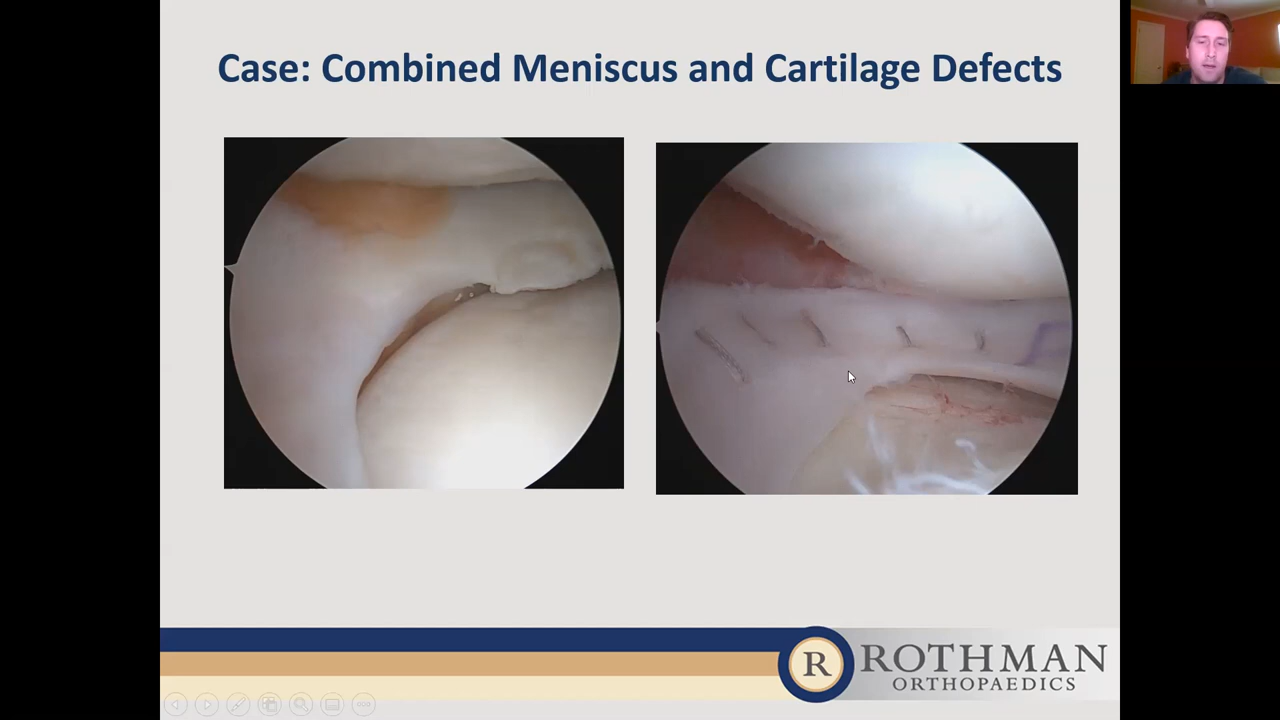 Case: Combined Meniscus and Cartilage Defects
R
ROTHMAN
ORTHOPAEDICS